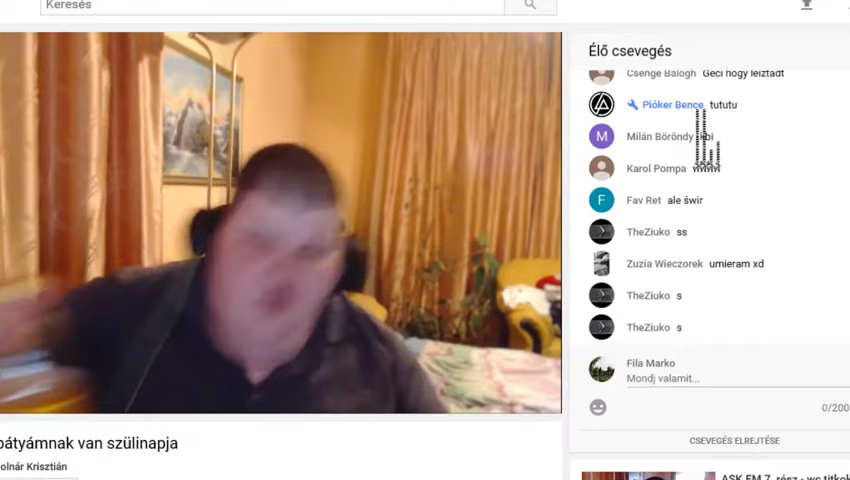 Keresés
Élő csevegés
Csenge Balogh Geci hogy leiztadt
Pióker Bence tututu
Milán Böröndy
Karol Pompa
Fav Ret ale świr
TheZiuko ss
Zuzia Wieczorek umieram xd
TheZiuko s
TheZiuko s
Fila Marko
Mondj valamit...
0/200
CSEVEGÉS ELREJTÉSE
bátyámnak van szülinapja
olnár Krisztián
ASK.FM 7. rész - wc titkok